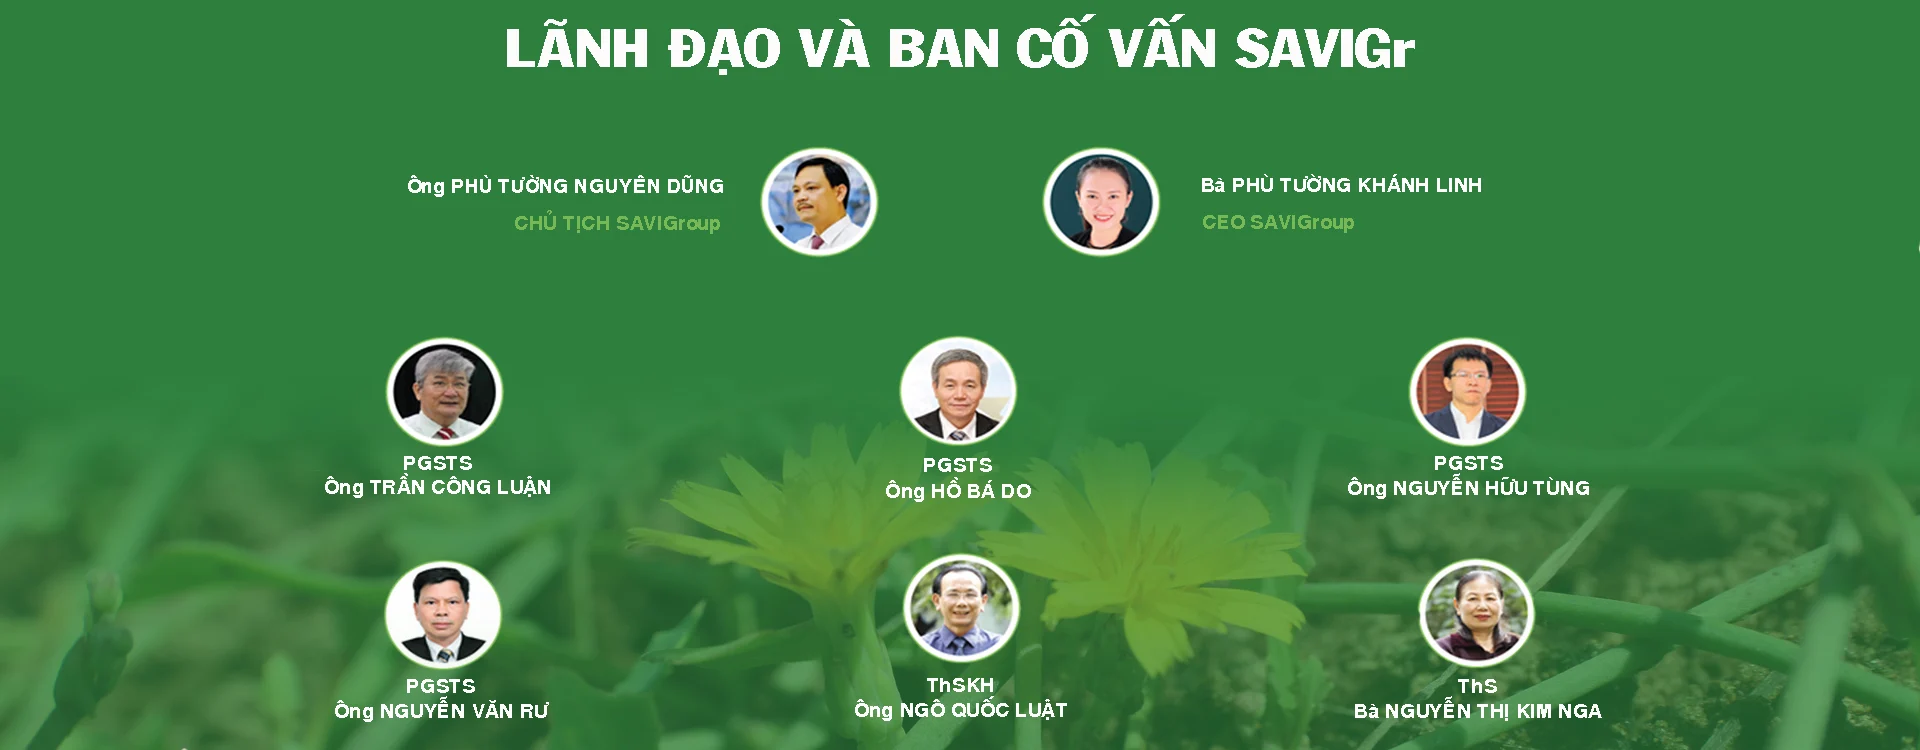 LÃNH ĐẠO VÀ BAN CỐ VẤN SAVIGr
Ông PHÙ TƯỜNG NGUYÊN DŨNG
CHỦ TỊCH SAVIGroup
Bà PHÙ TƯỜNG KHÁNH LINH
CEO SAVIGroup
PGSTS
Ông TRẦN CÔNG LUẬN
PGSTS
Ông HỒ BÁ DO
PGSTS
Ông NGUYỄN HỮU TÙNG
PGSTS
Ông NGUYỄN VĂN RƯ
ThSKH
Ông NGÔ QUỐC LUẬT
ThS
Bà NGUYỄN THỊ KIM NGA